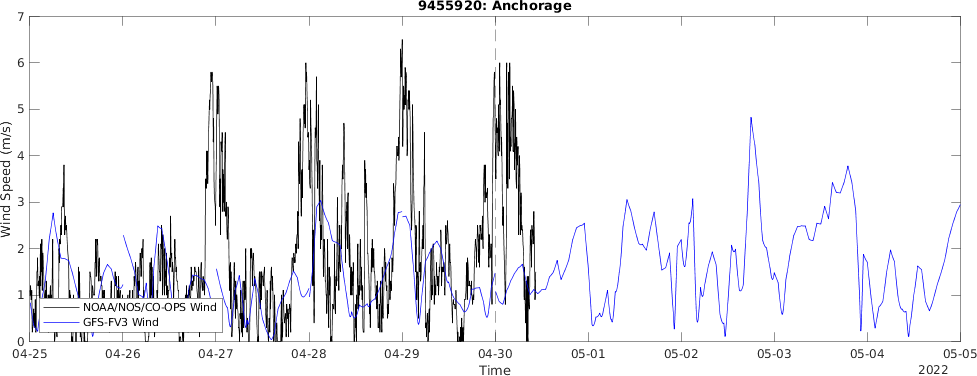 9455920: Anchorage
7
6
5
4
3
2
1
0
Wind Speed (m/s)
NOAA/NOS/CO-OPS Wind
GFS-FV3 Wind
04-25 04-26 04-27 04-28 04-29 04-30 05-01 05-02 05-03 05-04 05-05
Time
2022